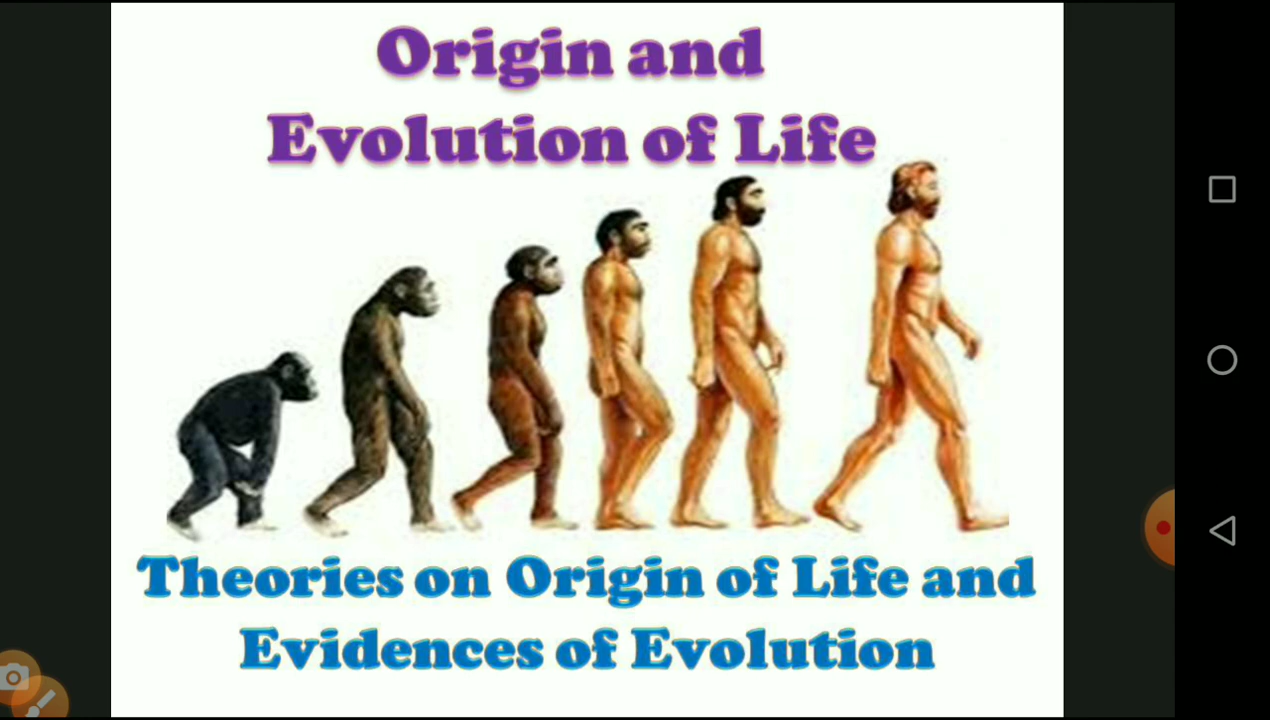 Origin and
Evolution of Life
Theories on Origin of Life and
Evidences of Evolution